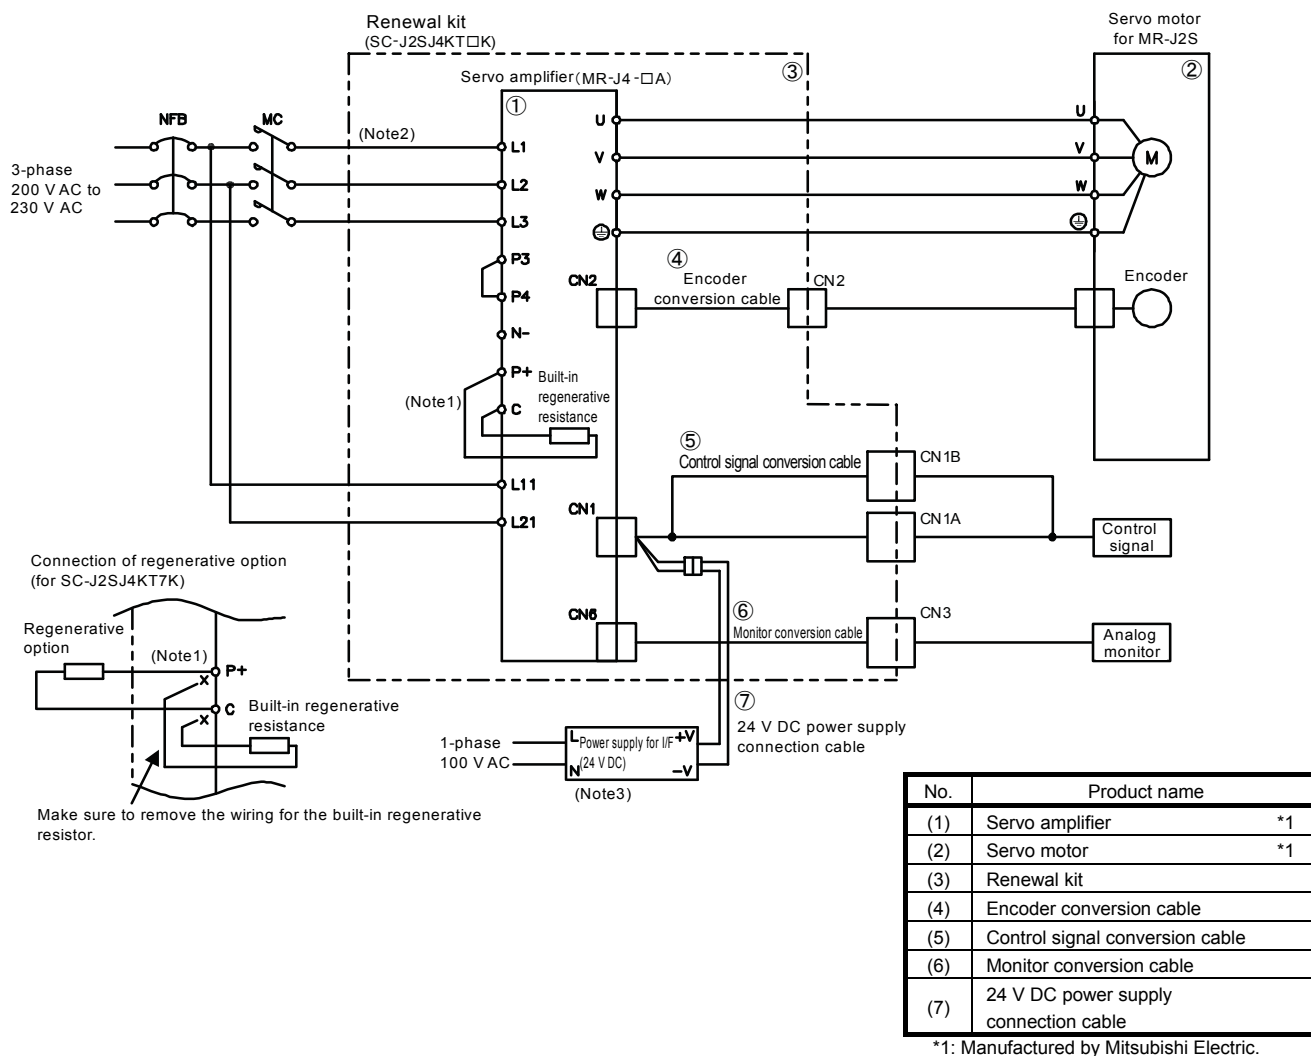 Renewal kit
(SC-J2SJ4KT□K)
Servo motor
for MR-J2S
Servo amplifier(MR-J4-□A)
③
②
①
NFB
MC
(Note2)
3-phase
200 V AC to
230 V AC
L1
L2
L3
P3
P4
N-
P+
C
L11
L21
U
V
W
CN2
U
V
W
M
④
Encoder
conversion cable
CN2
Encoder
(Note1)
Built-in
regenerative
resistance
⑤
Control signal conversion cable
CN1B
CN1
CN1A
Control
signal
CN6
⑥
Monitor conversion cable
CN3
Analog
monitor
Connection of regenerative option
(for SC-J2SJ4KT7K)
Regenerative
option
(Note1)
P+
x
C
x
Built-in regenerative
resistance
Make sure to remove the wiring for the built-in regenerative
resistor.
⑦
24 V DC power supply
connection cable
1-phase
100 V AC
L
N
Power supply for I/F
(24 V DC)
+V
-V
(Note3)
No. Product name
(1) Servo amplifier *1
(2) Servo motor *1
(3) Renewal kit
(4) Encoder conversion cable
(5) Control signal conversion cable
(6) Monitor conversion cable
(7) 24 V DC power supply
connection cable
*1: Manufactured by Mitsubishi Electric.